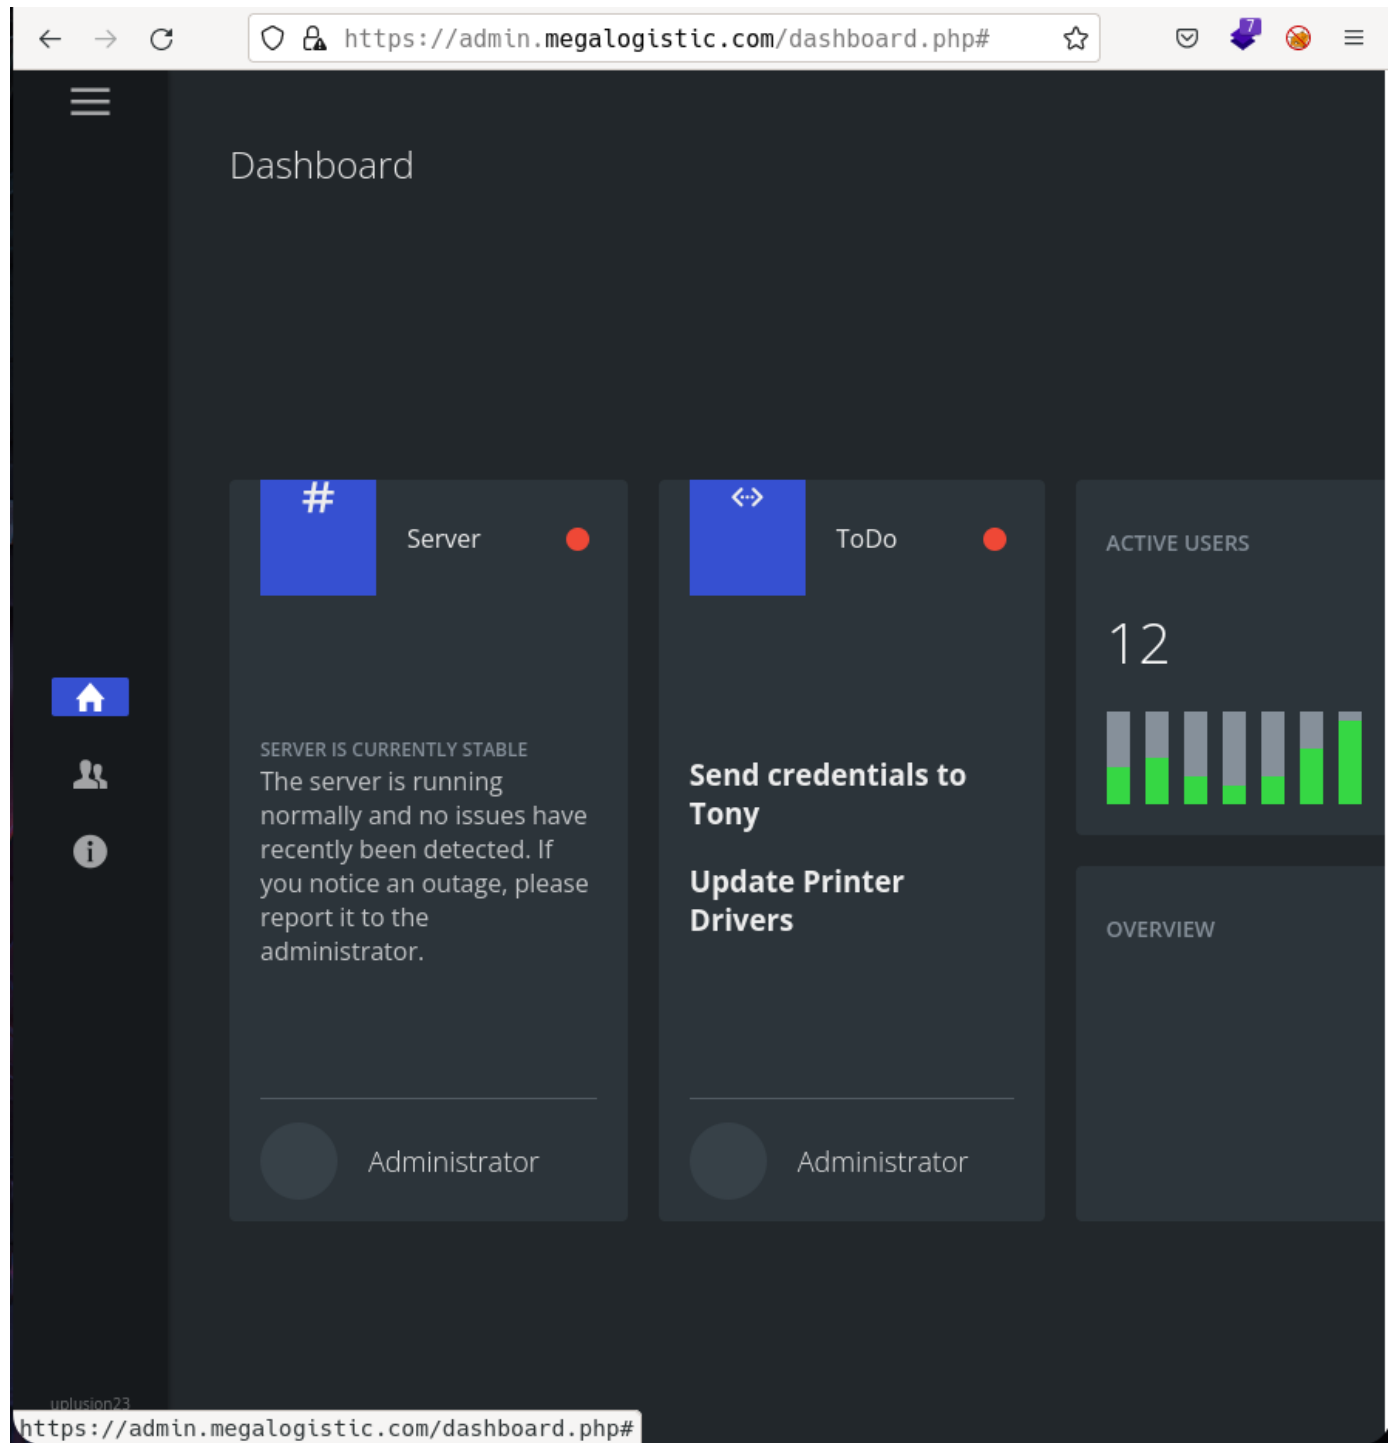 https://admin.megalogistic.com/dashboard.php#
7
Dashboard
#
Server
SERVER IS CURRENTLY STABLE
The server is running
normally and no issues have
recently been detected. If
you notice an outage, please
report it to the
administrator.
Administrator
ToDo
Send credentials to
Tony
Update Printer
Drivers
Administrator
ACTIVE USERS
12
OVERVIEW
uplusion23
https://admin.megalogistic.com/dashboard.php#